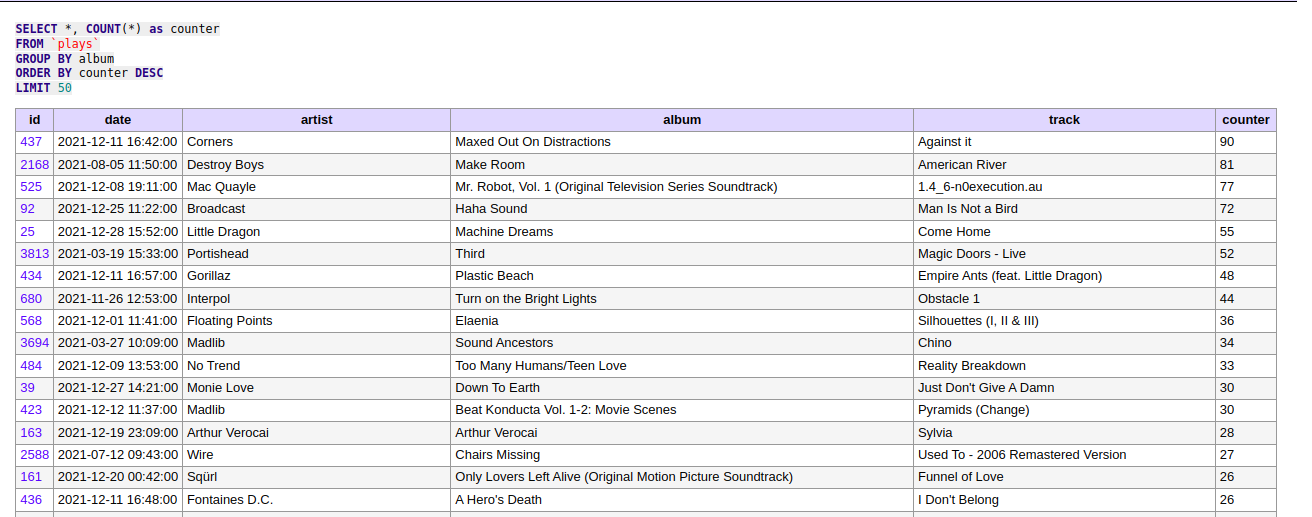 SELECT *, COUNT(*) as counter
FROM `plays`
GROUP BY album
ORDER BY counter DESC
LIMIT 50
id date artist album track counter
437 2021-12-11 16:42:00 Corners Maxed Out On Distractions Against it 90
2168 2021-08-05 11:50:00 Destroy Boys Make Room American River 81
525 2021-12-08 19:11:00 Mac Quayle Mr. Robot, Vol. 1 (Original Television Series Soundtrack) 1.4_6-n0execution.au 77
92 2021-12-25 11:22:00 Broadcast Haha Sound Man Is Not a Bird 72
25 2021-12-28 15:52:00 Little Dragon Machine Dreams Come Home 55
3813 2021-03-19 15:33:00 Portishead Third Magic Doors - Live 52
434 2021-12-11 16:57:00 Gorillaz Plastic Beach Empire Ants (feat. Little Dragon) 48
680 2021-11-26 12:53:00 Interpol Turn on the Bright Lights Obstacle 1 44
568 2021-12-01 11:41:00 Floating Points Elaenia Silhouettes (I, II & III) 36
3694 2021-03-27 10:09:00 Madlib Sound Ancestors Chino 34
484 2021-12-09 13:53:00 No Trend Too Many Humans/Teen Love Reality Breakdown 33
39 2021-12-27 14:21:00 Monie Love Down To Earth Just Don't Give A Damn 30
423 2021-12-12 11:37:00 Madlib Beat Konducta Vol. 1-2: Movie Scenes Pyramids (Change) 30
163 2021-12-19 23:09:00 Arthur Verocai Arthur Verocai Sylvia 28
2588 2021-07-12 09:43:00 Wire Chairs Missing Used To - 2006 Remastered Version 27
161 2021-12-20 00:42:00 Sqürl Only Lovers Left Alive (Original Motion Picture Soundtrack) Funnel of Love 26
436 2021-12-11 16:48:00 Fontaines D.C. A Hero's Death I Don't Belong 26